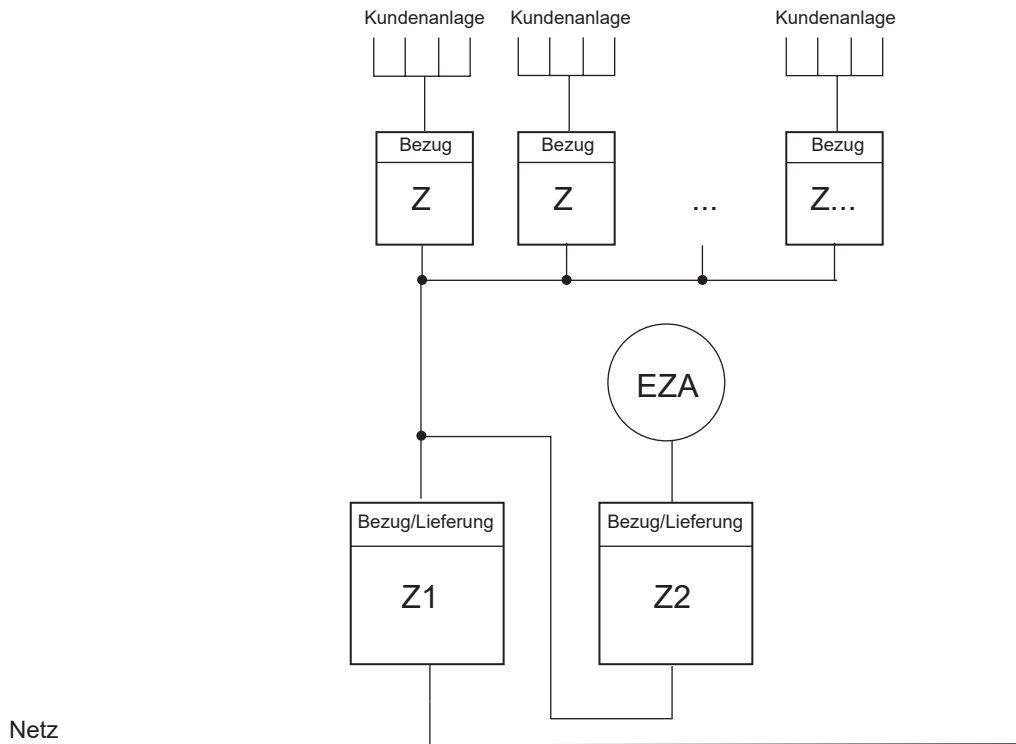 Kundenanlage Kundenanlage Kundenanlage
Bezug Bezug Bezug
Z Z ... Z...
EZA
Bezug/Lieferung Bezug/Lieferung
Z1 Z2
Netz